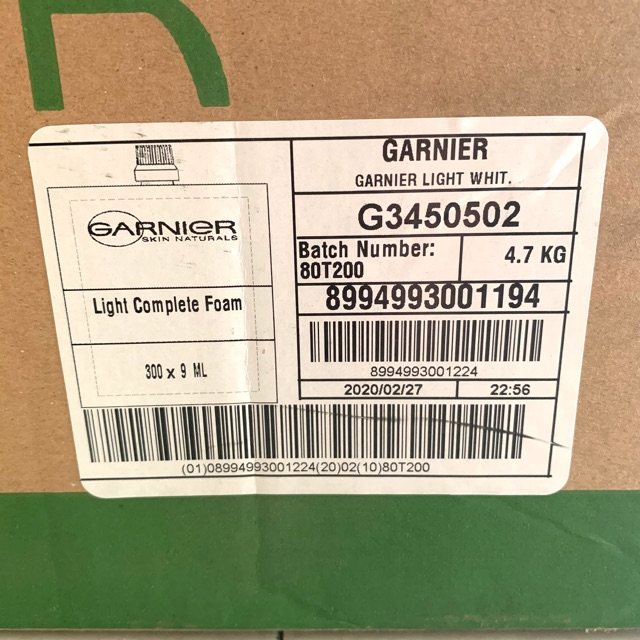 GARNIER
SKIN NATURALS
Light Complete Foam
300 x 9 ML
GARNIER
GARNIER LIGHT WHIT.
G3450502
Batch Number:
80T200
4.7 KG
8994993001194
8994993001224
2020/02/27
22:56
(01)08994993001224(20)02(10)80T200